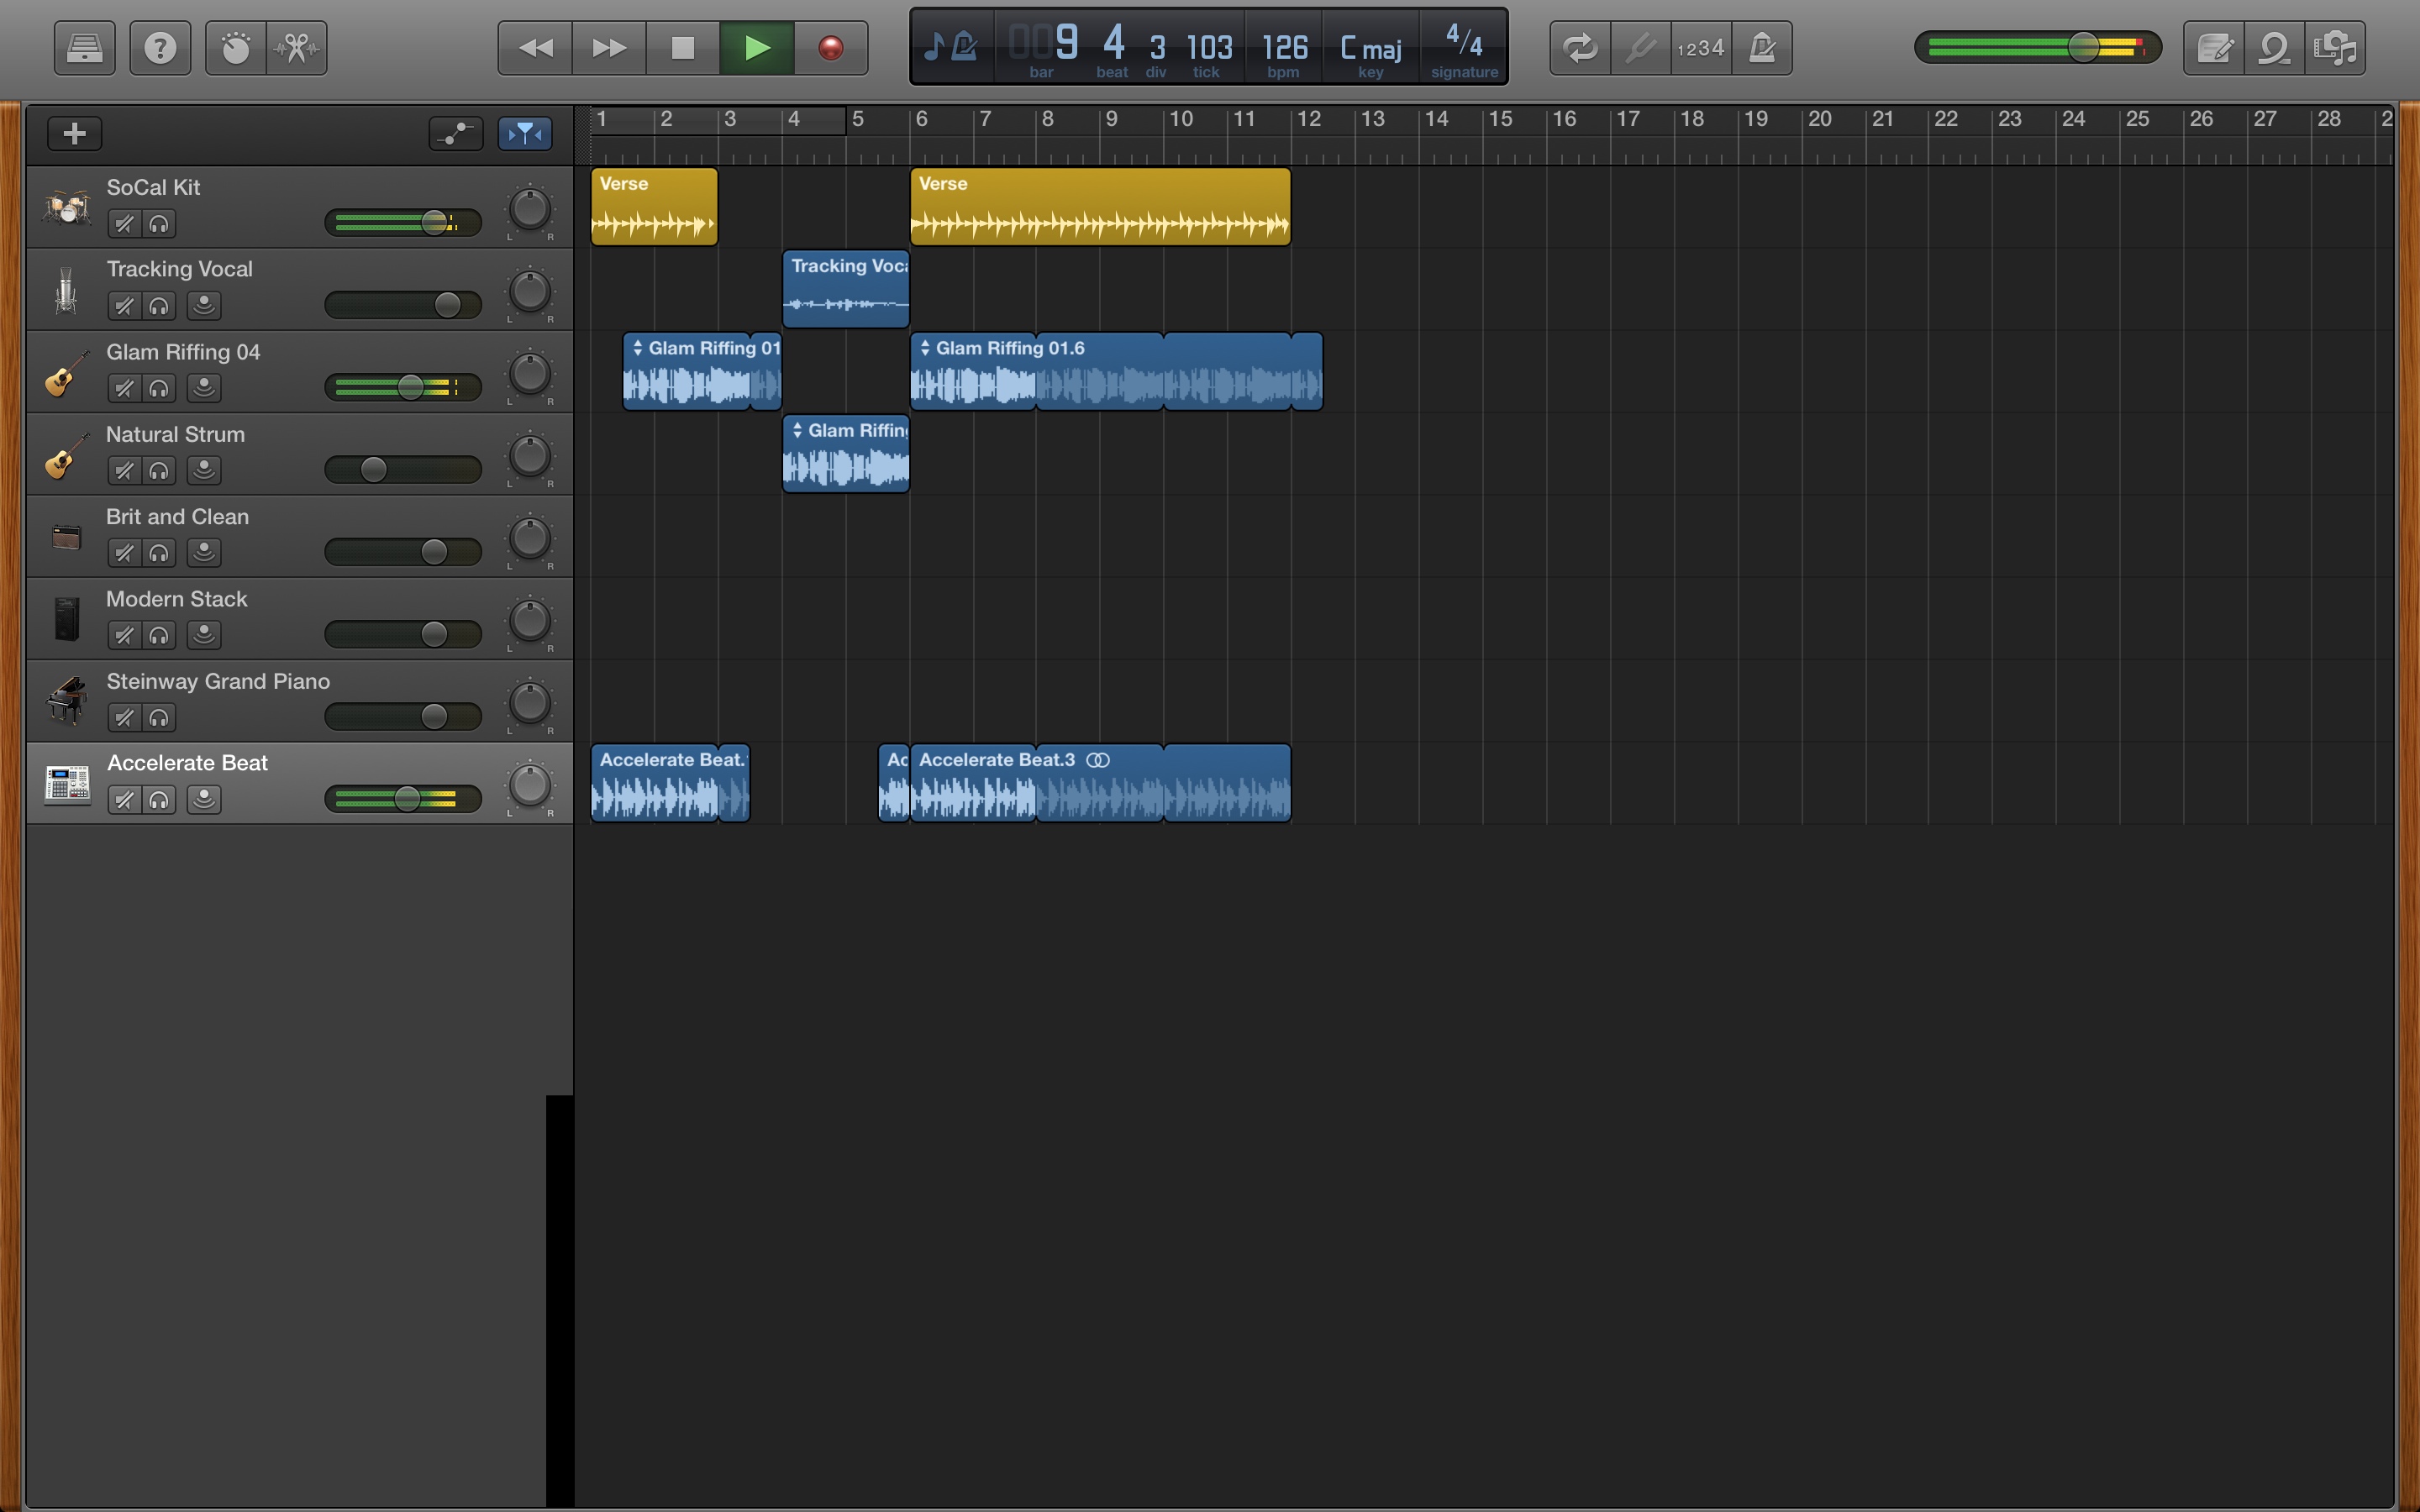 ? 009 4 3 103 126 C maj 4/4 1234
bar beat div tick bpm key signature
1 2 3 4 5 6 7 8 9 10 11 12 13 14 15 16 17 18 19 20 21 22 23 24 25 26 27 28 2
SoCal Kit
L R
Verse
Verse
Tracking Vocal
L R
Tracking Voca
Glam Riffing 04
L R
Glam Riffing 01
Glam Riffing 01.6
Natural Strum
L R
Glam Riffing
Brit and Clean
L R
Modern Stack
L R
Steinway Grand Piano
L R
Accelerate Beat
L R
Accelerate Beat.
Ac
Accelerate Beat.3